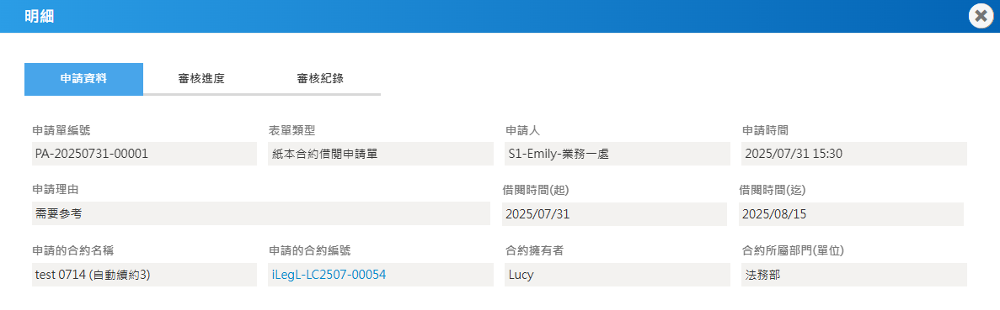 明細
申請資料 審核進度 審核紀錄
申請單編號 表單類型 申請人 申請時間
PA-20250731-00001 紙本合約借閱申請單 S1-Emily-業務一處 2025/07/31 15:30
申請理由 借閱時間(起) 借閱時間(迄)
需要參考 2025/07/31 2025/08/15
申請的合約名稱 申請的合約編號 合約擁有者 合約所屬部門(單位)
test 0714 (自動續約3) iLegL-LC2507-00054 Lucy 法務部